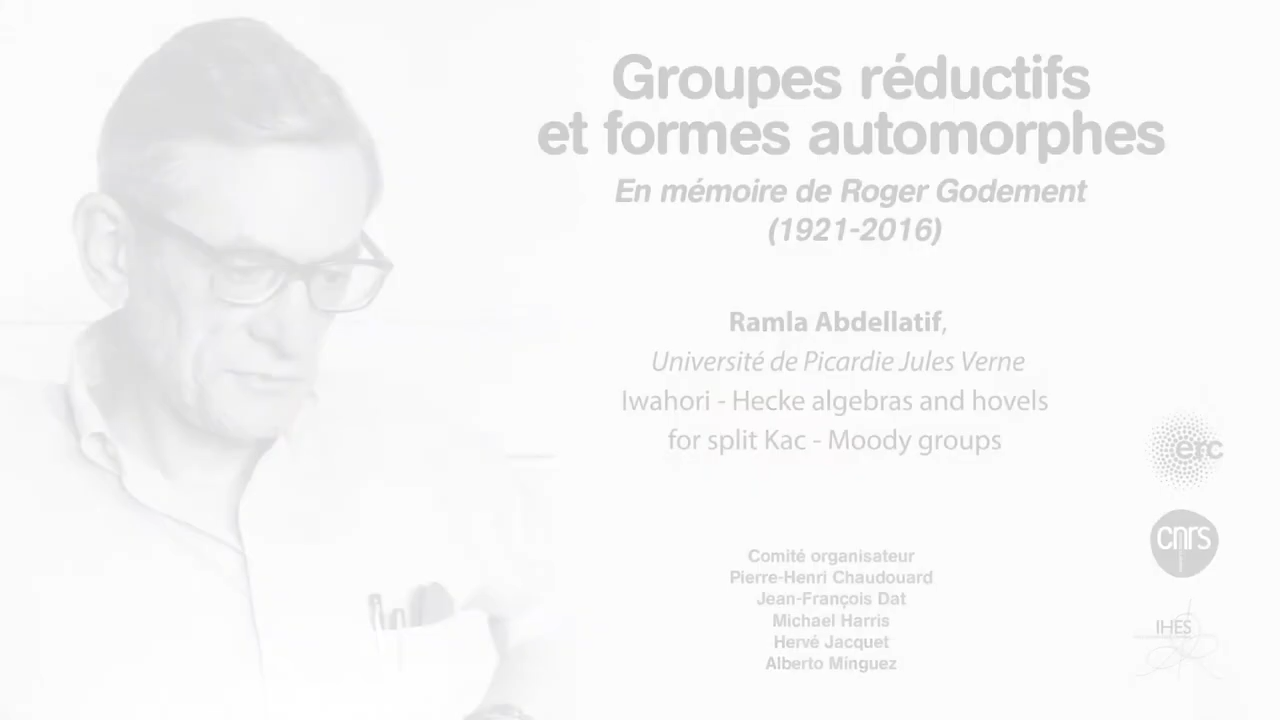 Groupes réductifs
et formes automorphes
En mémoire de Roger Godement
(1921-2016)
Ramla Abdellatif,
Université de Picardie Jules Verne
Iwahori - Hecke algebras and hovels
for split Kac - Moody groups
erc
cnrs
Comité organisateur
Pierre-Henri Chaudouard
Jean-François Dat
Michael Harris
Hervé Jacquet
Alberto Minguez
IHES